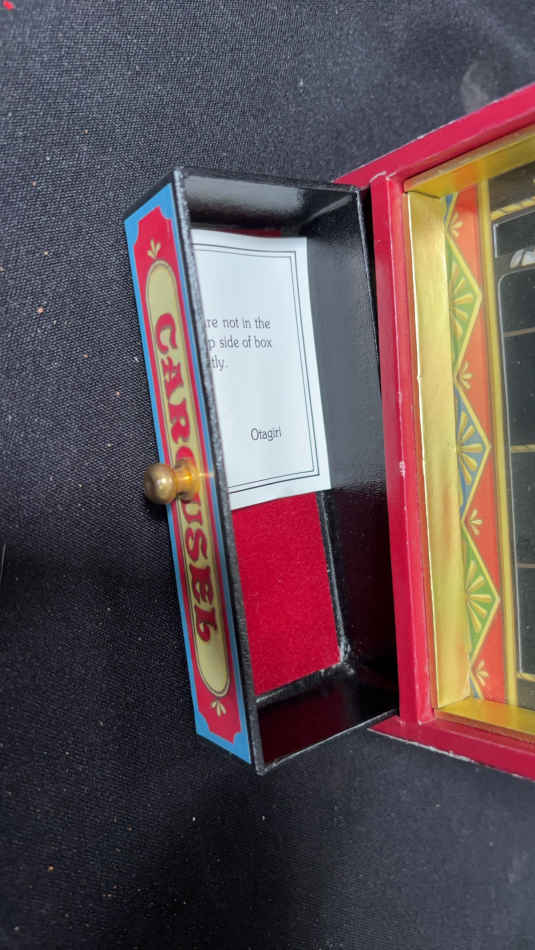 CAROUSEL
re not in the
p side of box
tly.
Otagiri